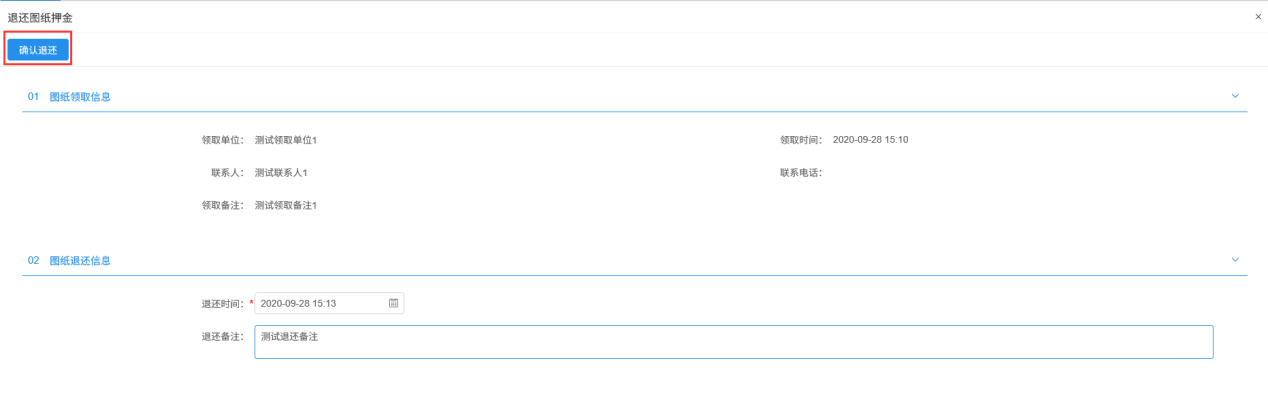 退还图纸押金 ×
确认退还
01 图纸领取信息
领取单位： 测试领取单位1 领取时间： 2020-09-28 15:10
联系人： 测试联系人1 联系电话：
领取备注： 测试领取备注1
02 图纸退还信息
退还时间：* 2020-09-28 15:13
退还备注： 测试退还备注